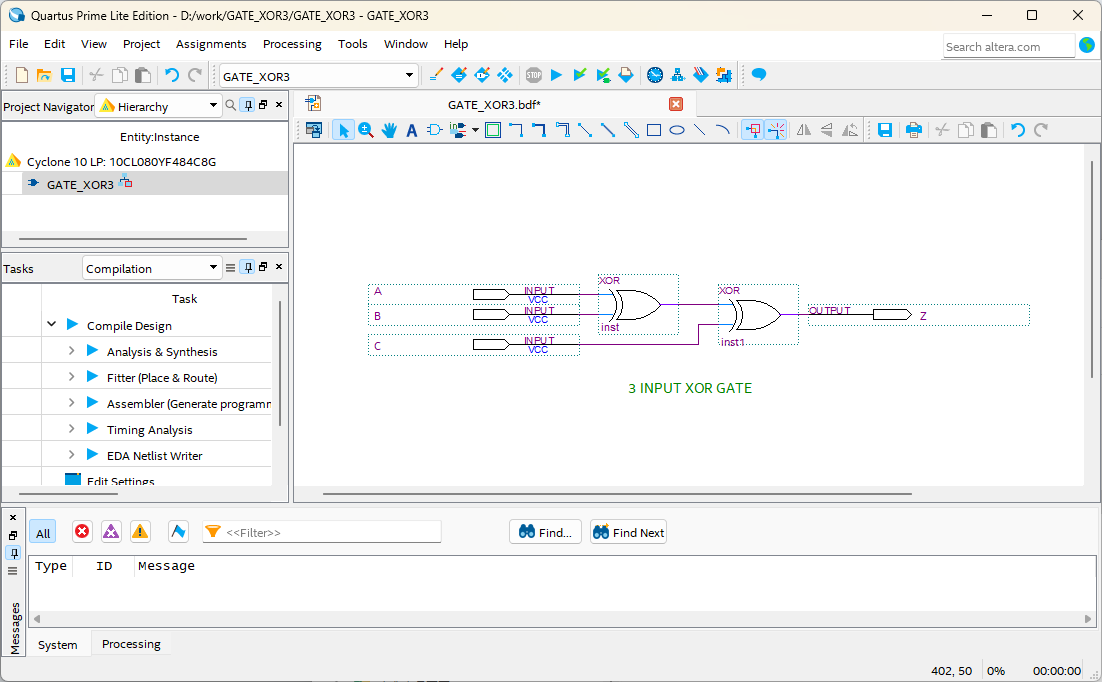 Quartus Prime Lite Edition - D:/work/GATE_XOR3/GATE_XOR3 - GATE_XOR3
File Edit View Project Assignments Processing Tools Window Help
Search altera.com
GATE_XOR3
STOP
Project Navigator Hierarchy
GATE_XOR3.bdf*
Entity:Instance
Cyclone 10 LP: 10CL080YF484C8G
GATE_XOR3
Tasks Compilation
Task
Compile Design
Analysis & Synthesis
Fitter (Place & Route)
Assembler (Generate programm
Timing Analysis
EDA Netlist Writer
Edit Settings
A INPUT VCC
B INPUT VCC
C INPUT VCC
XOR
inst
XOR
inst1
OUTPUT Z
3 INPUT XOR GATE
All <<Filter>> Find... Find Next
Type ID Message
Messages
System Processing
402, 50 0% 00:00:00